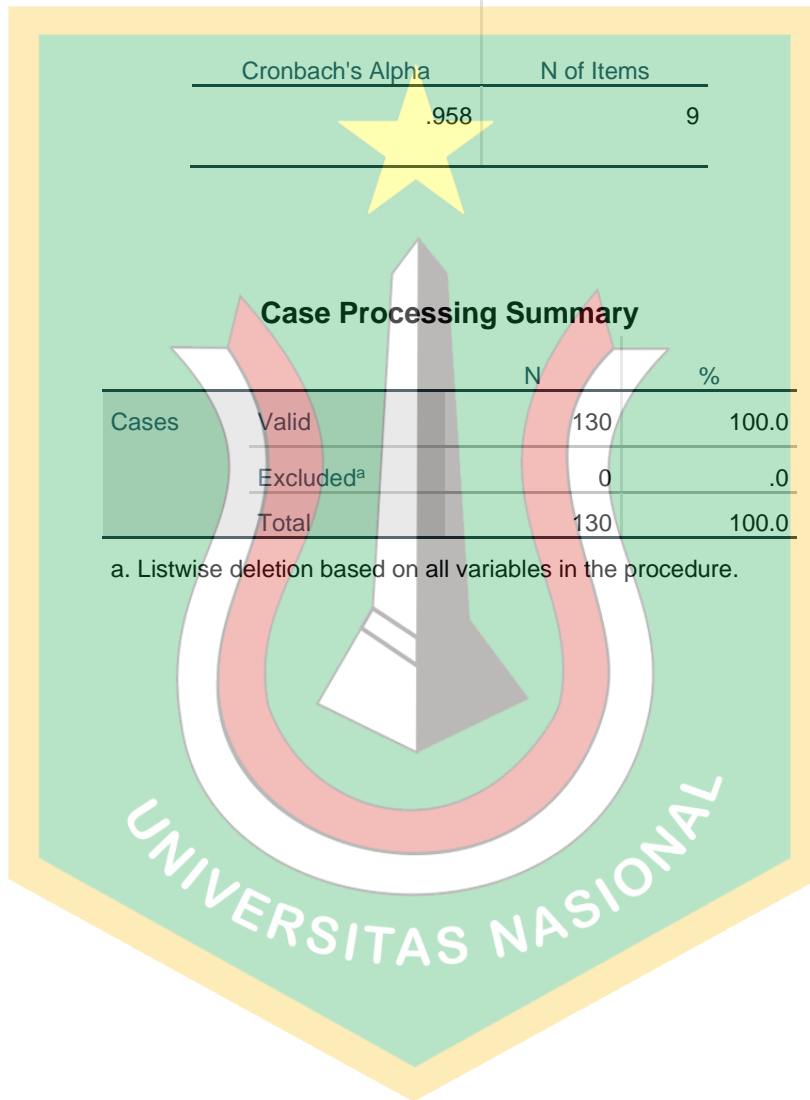 Cronbach's Alpha N of Items
.958 9
Case Processing Summary
N %
Cases Valid 130 100.0
Excludedᵃ 0 .0
Total 130 100.0
a. Listwise deletion based on all variables in the procedure.
UNIVERSITAS NASIONAL